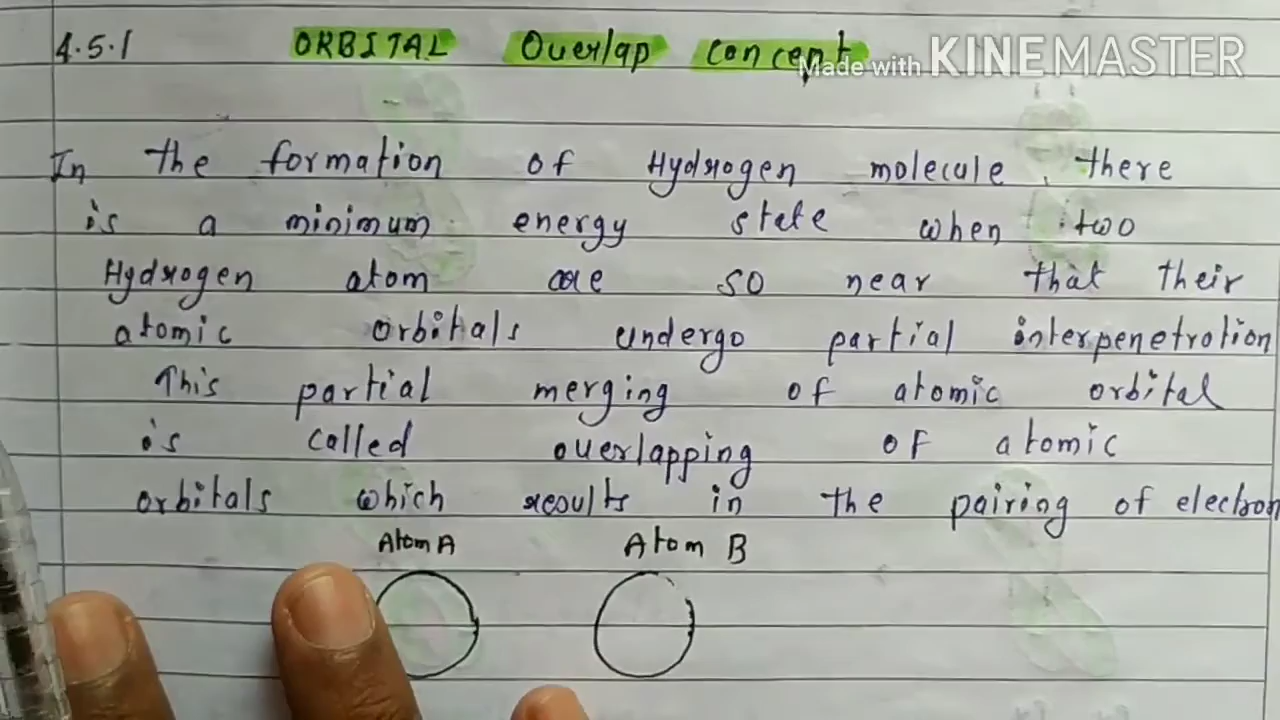 4.5.1 ORBITAL Overlap concept
Made with KINEMASTER
In the formation of Hydrogen molecule, there
is a minimum energy state when two
Hydrogen atom are so near that their
atomic orbitals undergo partial interpenetration
This partial merging of atomic orbital
is called overlapping of atomic
orbitals which results in the pairing of electron
Atom A Atom B